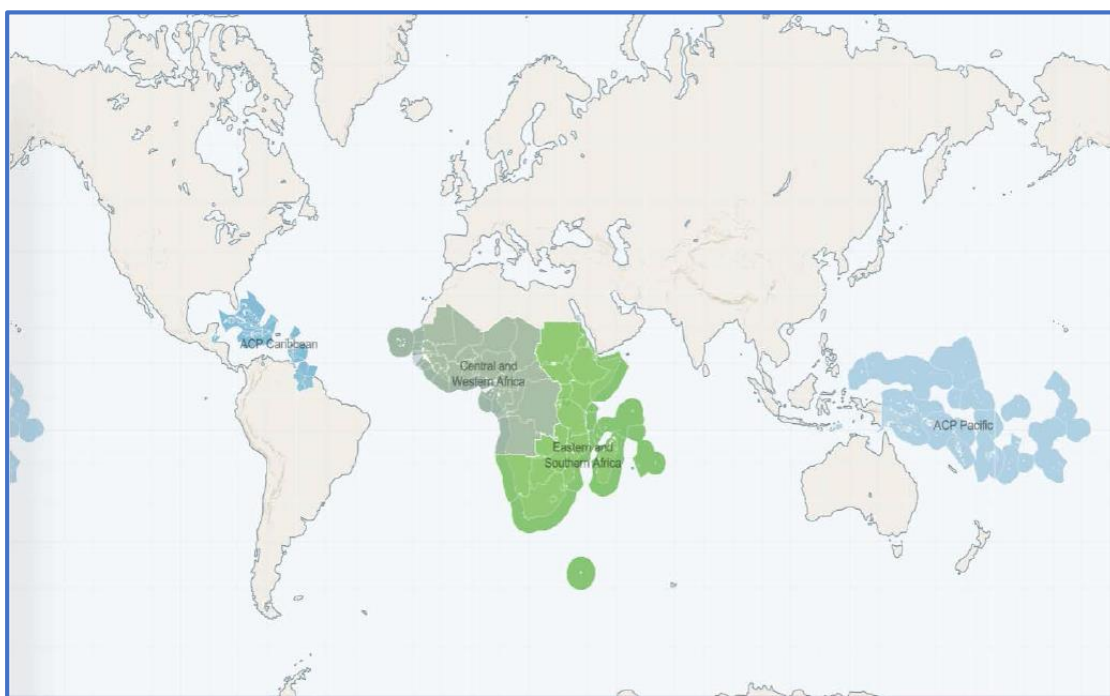 ACP Caribbean
Central and
Western Africa
ACP Pacific
Eastern and
Southern Africa